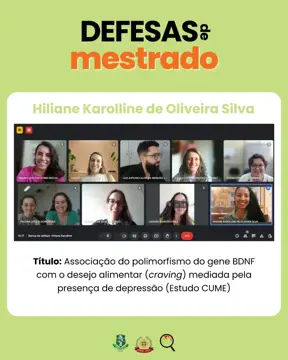 DEFESAS de
mestrado
Hiliane Karolline de Oliveira Silva
Título: Associação do polimorfismo do gene BDNF
com o desejo alimentar (craving) mediada pela
presença de depressão (Estudo CUME)